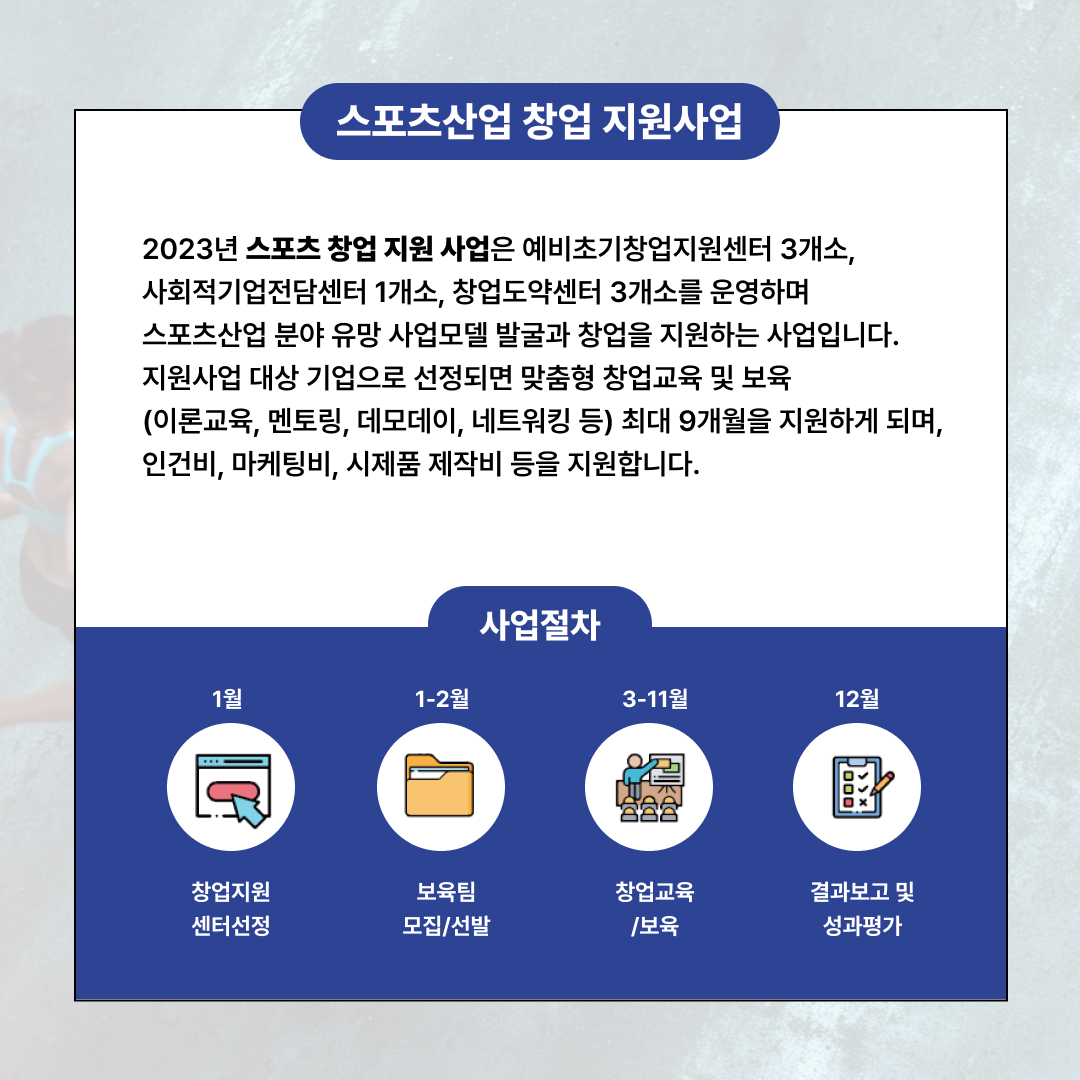 스포츠산업 창업 지원사업
2023년 스포츠 창업 지원 사업은 예비초기창업지원센터 3개소,
사회적기업전담센터 1개소, 창업도약센터 3개소를 운영하며
스포츠산업 분야 유망 사업모델 발굴과 창업을 지원하는 사업입니다.
지원사업 대상 기업으로 선정되면 맞춤형 창업교육 및 보육
(이론교육, 멘토링, 데모데이, 네트워킹 등) 최대 9개월을 지원하게 되며,
인건비, 마케팅비, 시제품 제작비 등을 지원합니다.
사업절차
1월
창업지원
센터선정
1-2월
보육팀
모집/선발
3-11월
창업교육
/보육
12월
결과보고 및
성과평가